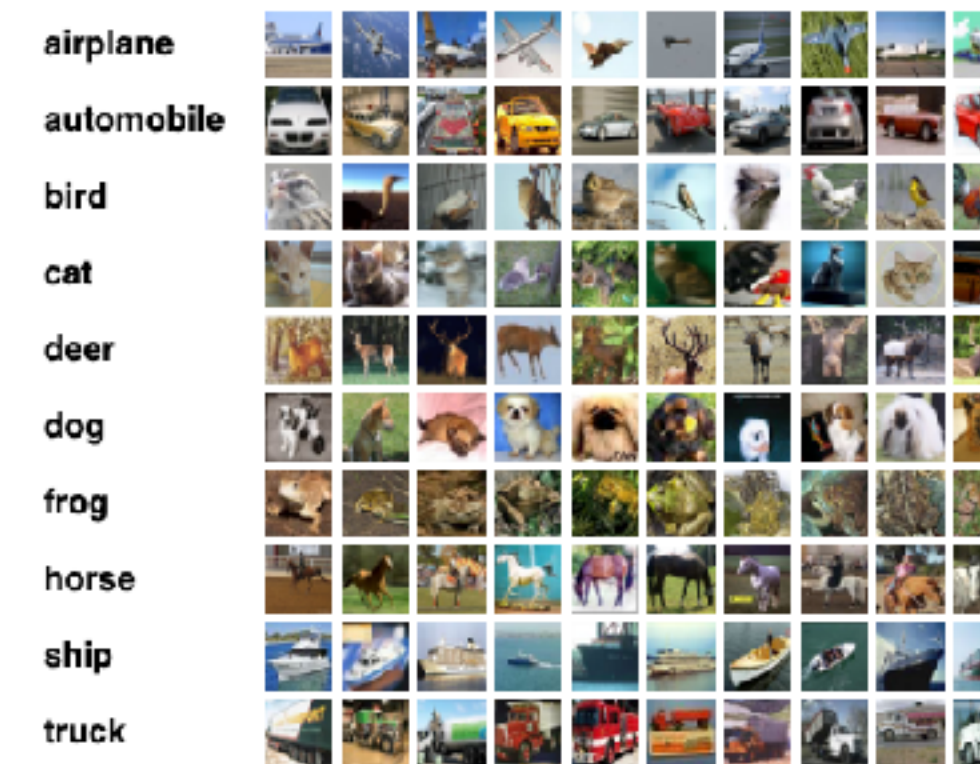 airplane
automobile
bird
cat
deer
dog
frog
horse
ship
truck